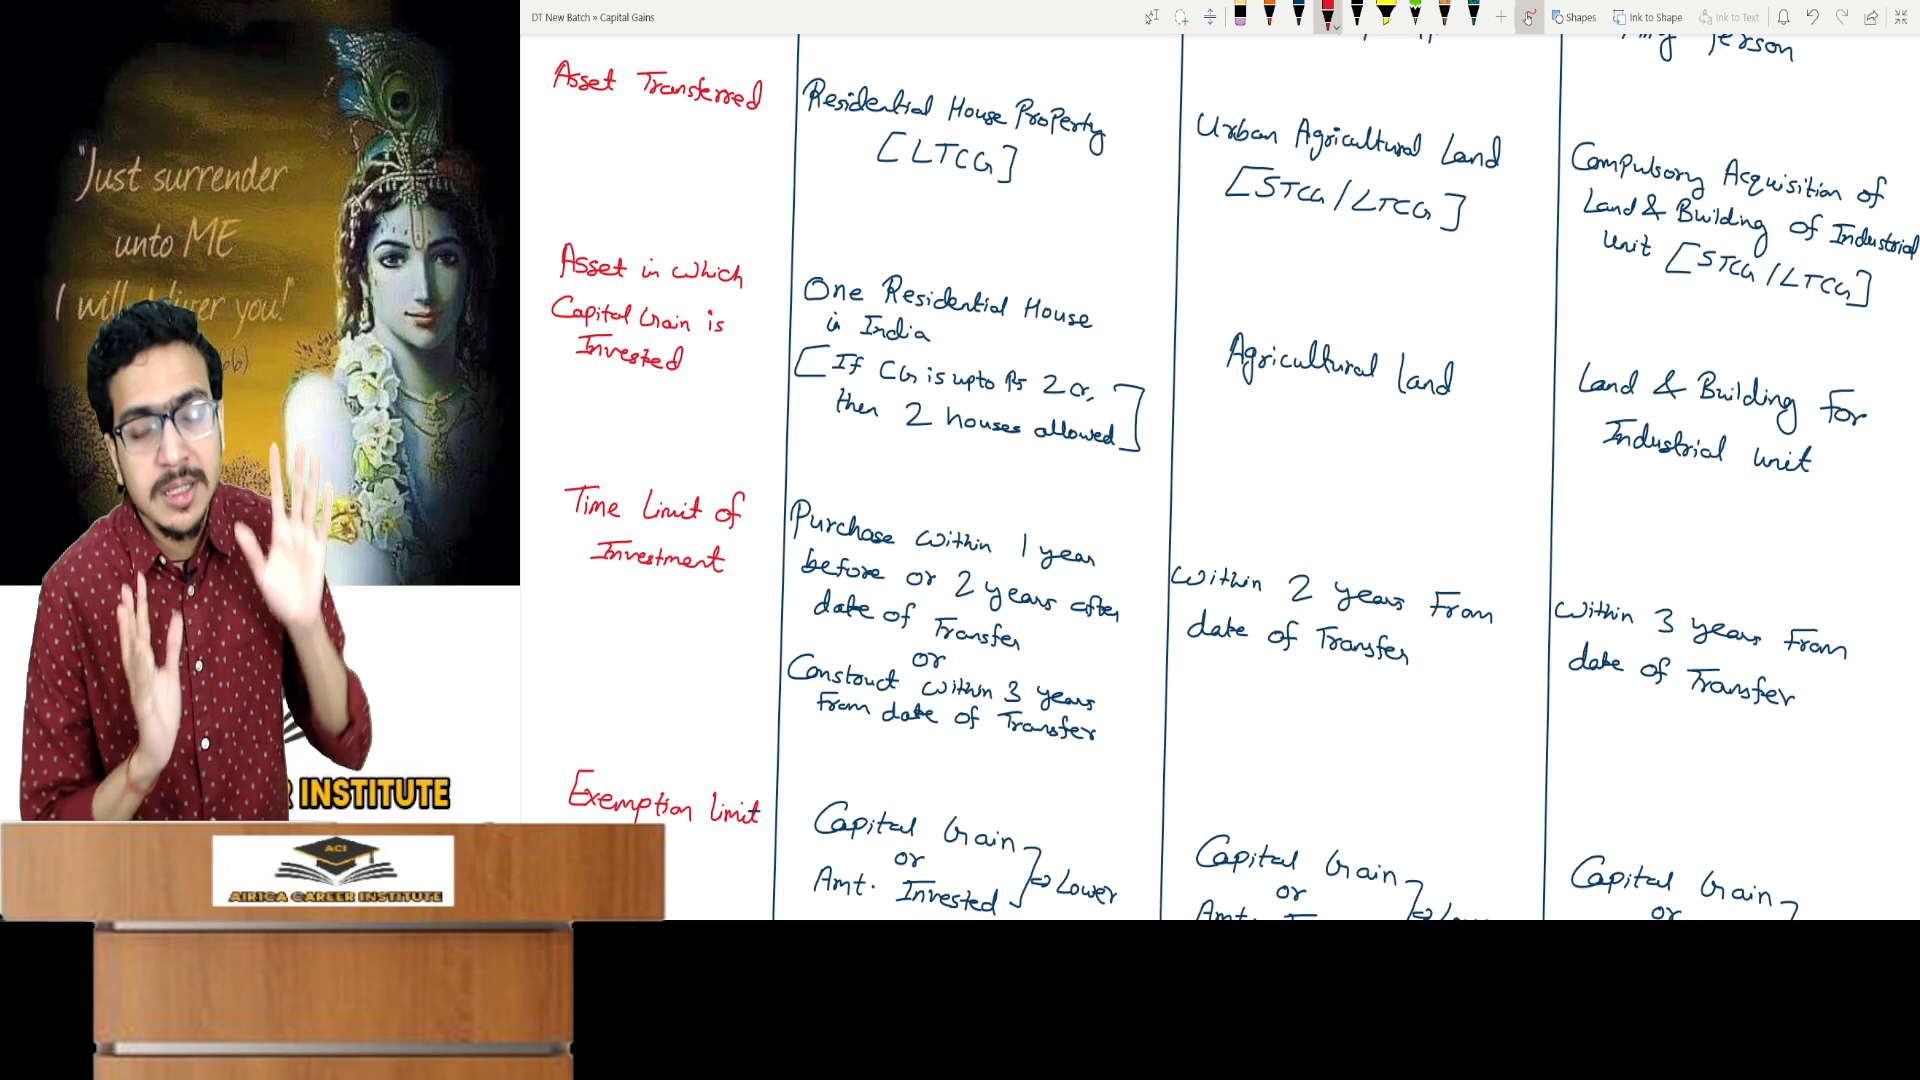 DT New Batch » Capital Gains
Shapes
Ink to Shape
Ink to Text
"Just surrender
unto ME
I will
you!"
INSTITUTE
ACI
AIRICA CAREER INSTITUTE
Person
Asset Transferred
Residential House Property
[LTCG]
Urban Agricultural Land
[STCG/LTCG]
Compulsory Acquisition of
Land & Building of Industrial
Unit [STCG/LTCG]
Asset in which
Capital Gain is
Invested
One Residential House
in India
[If CG is upto Rs 2 cr,
then 2 houses allowed]
Agricultural land
Land & Building For
Industrial unit
Time Limit of
Investment
Purchase within 1 year
before or 2 years after
date of Transfer
or
Construct within 3 years
From date of Transfer
within 2 years From
date of Transfer
within 3 years From
date of Transfer
Exemption limit
Capital Gain
or
Amt. Invested
⇒ Lower
Capital Gain
or
Amt.
Capital Gain
or